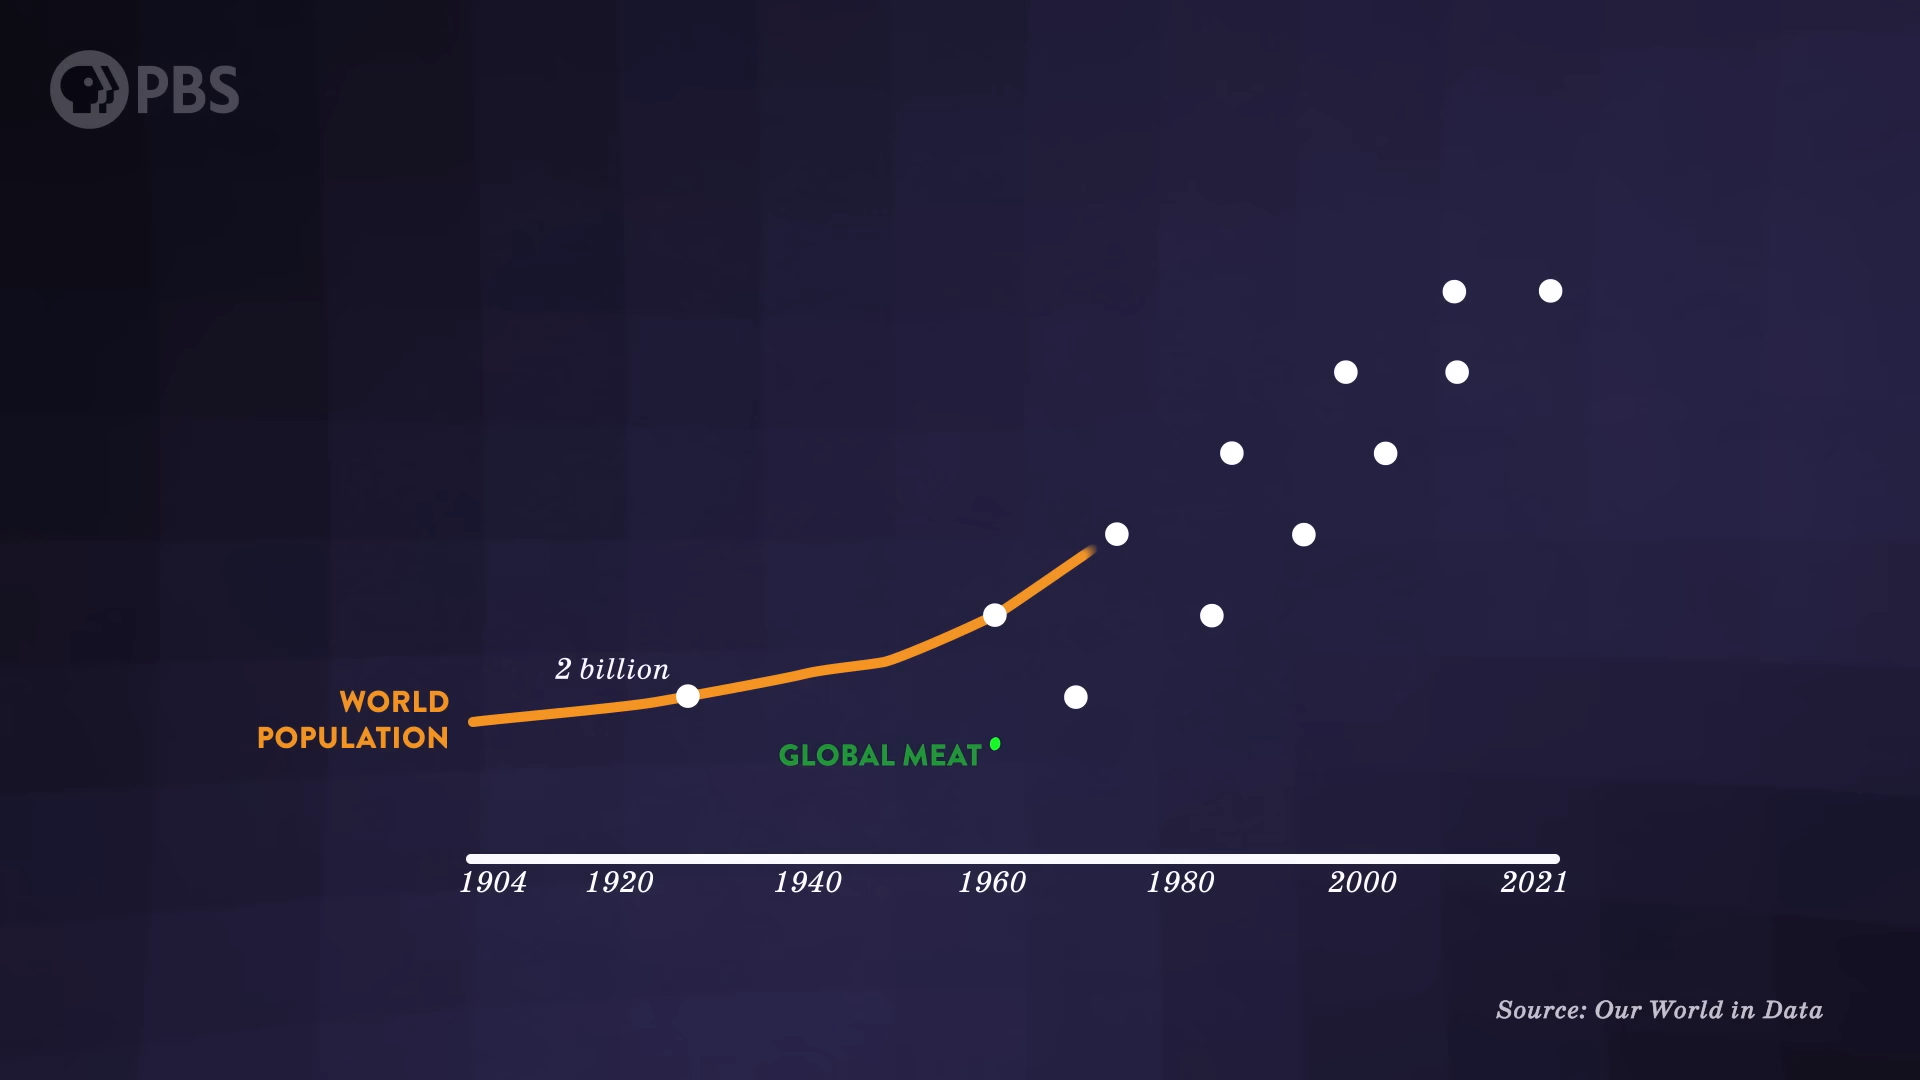 PBS
2 billion
WORLD
POPULATION
GLOBAL MEAT
1904 1920 1940 1960 1980 2000 2021
Source: Our World in Data